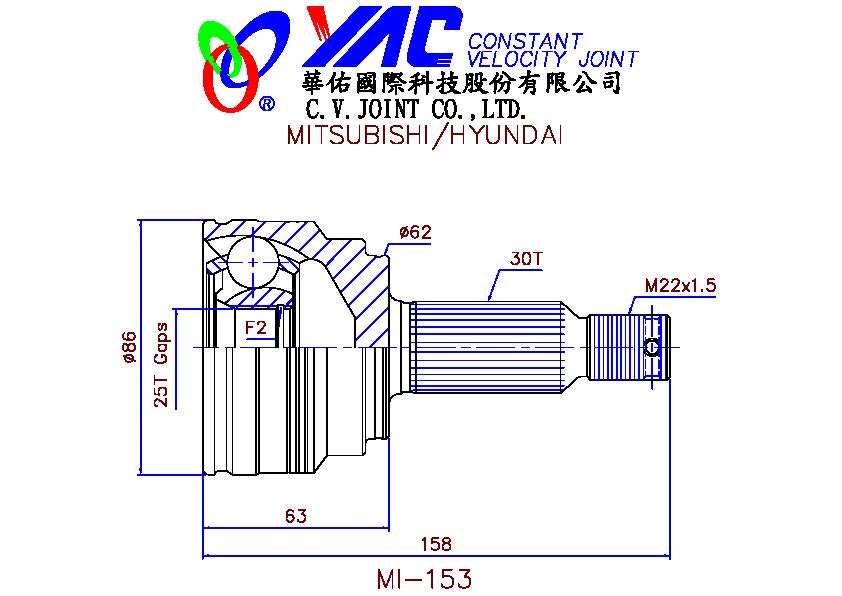 YAC CONSTANT
VELOCITY JOINT
®
華佑國際科技股份有限公司
C.V.JOINT CO.,LTD.
MITSUBISHI/HYUNDAI
ø62
30T
M22x1.5
F2
ø86
25T Gaps
63
158
MI-153